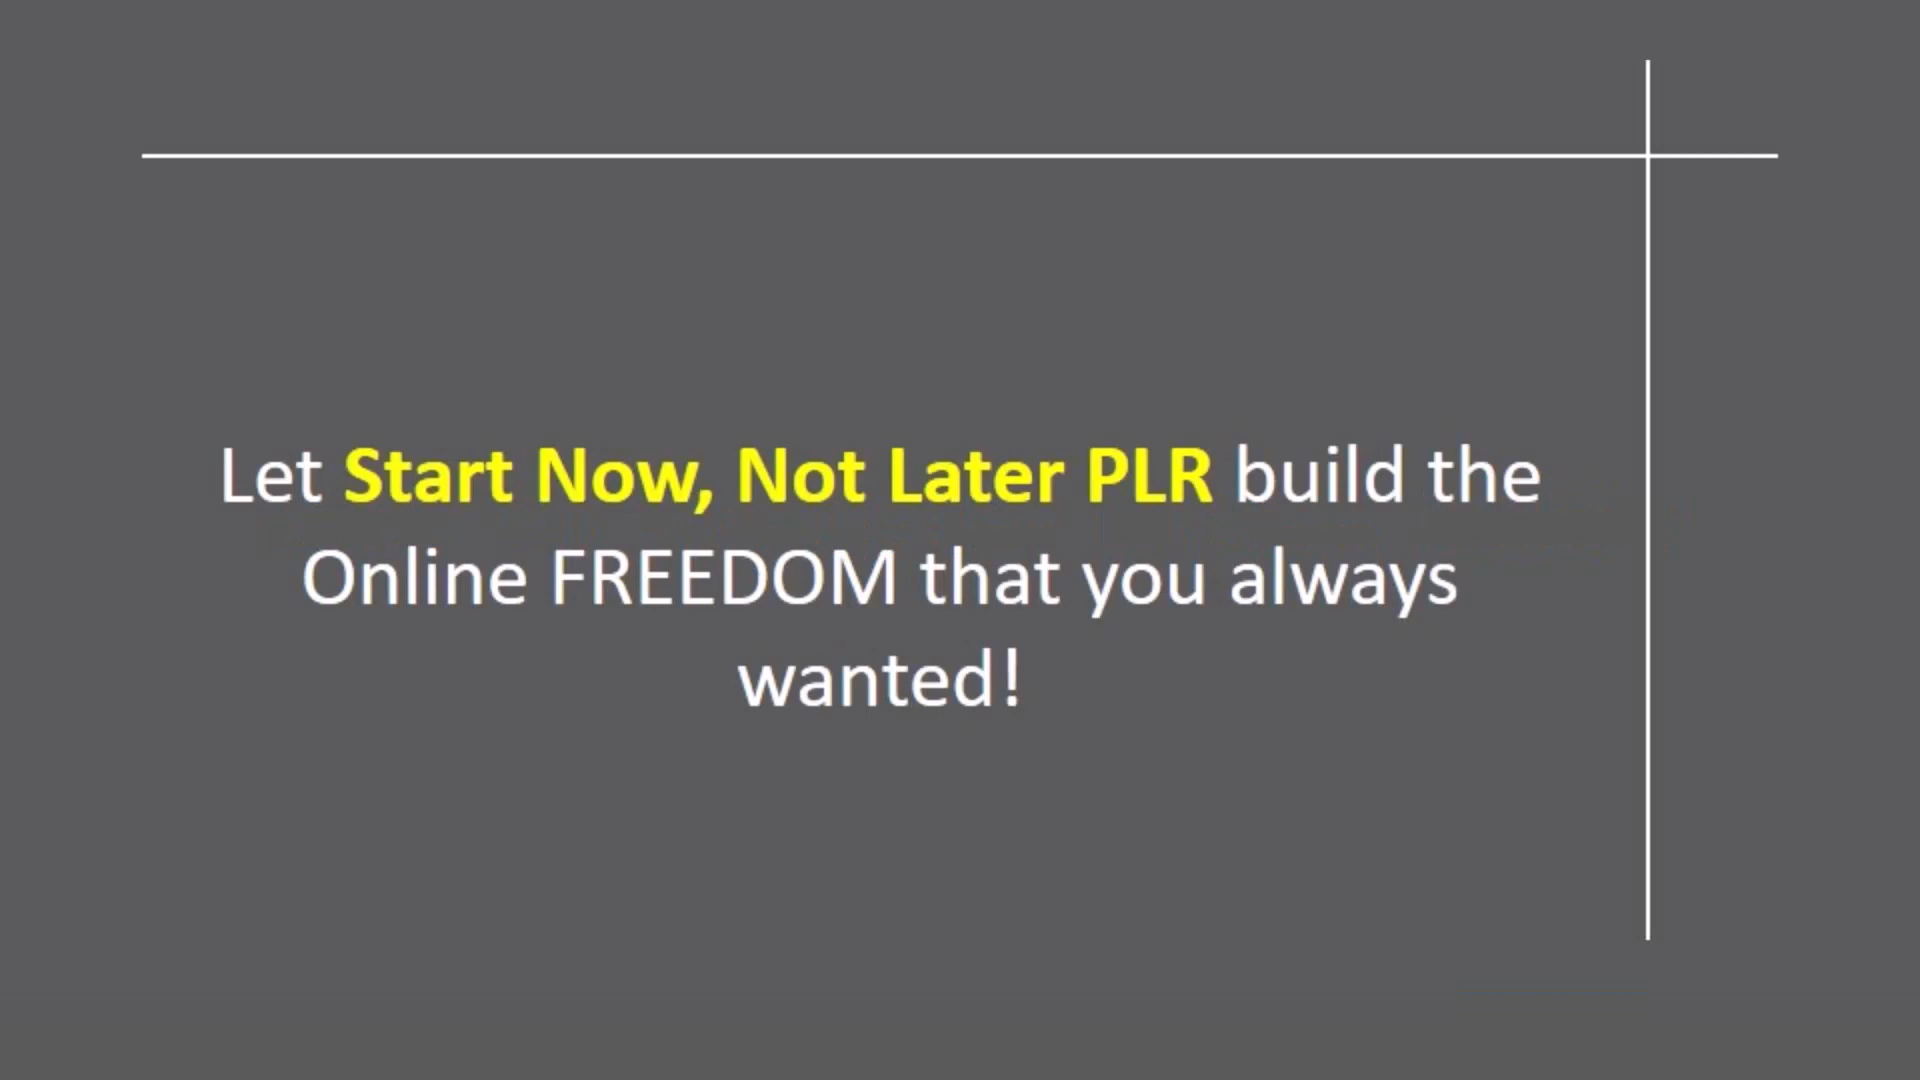 Let Start Now, Not Later PLR build the
Online FREEDOM that you always
wanted!